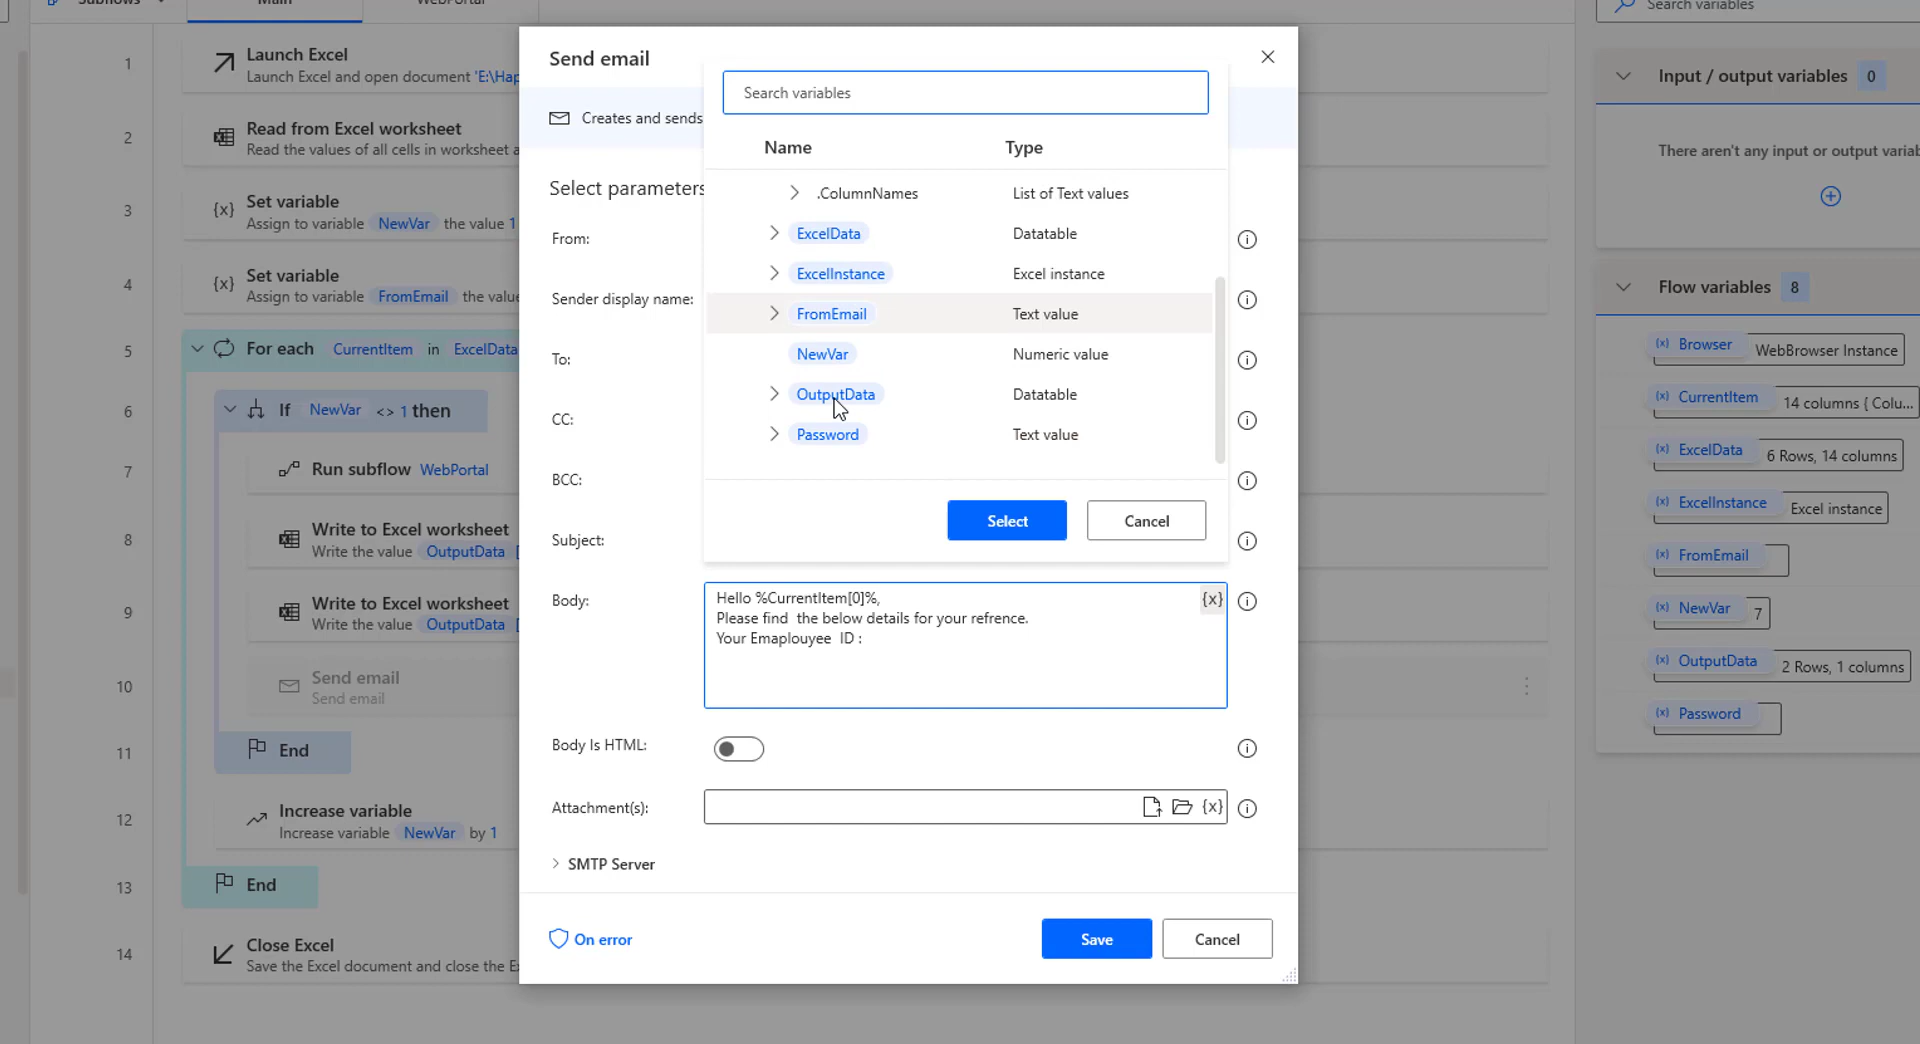 Subflows
Main
WebPortal
Search variables
1
Launch Excel
Launch Excel and open document 'E:\Hap
2
Read from Excel worksheet
Read the values of all cells in worksheet a
3
{x} Set variable
Assign to variable NewVar the value 1
4
{x} Set variable
Assign to variable FromEmail the value
5
For each CurrentItem in ExcelData
6
If NewVar <> 1 then
7
Run subflow WebPortal
8
Write to Excel worksheet
Write the value OutputData [
9
Write to Excel worksheet
Write the value OutputData [
10
Send email
Send email
11
End
12
Increase variable
Increase variable NewVar by 1
13
End
14
Close Excel
Save the Excel document and close the Ex
Send email
Creates and sends
Select parameters
From:
Sender display name:
To:
CC:
BCC:
Subject:
Search variables
Name Type
.ColumnNames List of Text values
ExcelData Datatable
ExcelInstance Excel instance
FromEmail Text value
NewVar Numeric value
OutputData Datatable
Password Text value
Select Cancel
Body:
Hello %CurrentItem[0]%, {x}
Please find  the below details for your refrence.
Your Emaplouyee  ID :
Body Is HTML:
Attachment(s): {x}
SMTP Server
On error
Save Cancel
Input / output variables 0
There aren't any input or output variab
Flow variables 8
(x) Browser WebBrowser Instance
(x) CurrentItem 14 columns { Colu...
(x) ExcelData 6 Rows, 14 columns
(x) ExcelInstance Excel instance
(x) FromEmail
(x) NewVar 7
(x) OutputData 2 Rows, 1 columns
(x) Password